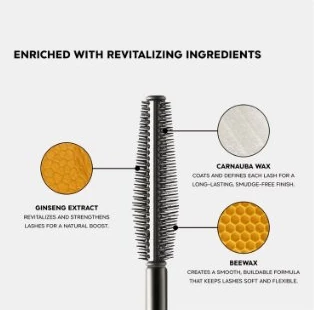 ENRICHED WITH REVITALIZING INGREDIENTS
CARNAUBA WAX
COATS AND DEFINES EACH LASH FOR A
LONG-LASTING, SMUDGE-FREE FINISH.
GINSENG EXTRACT
REVITALIZES AND STRENGTHENS
LASHES FOR A NATURAL BOOST.
BEEWAX
CREATES A SMOOTH, BUILDABLE FORMULA
THAT KEEPS LASHES SOFT AND FLEXIBLE.